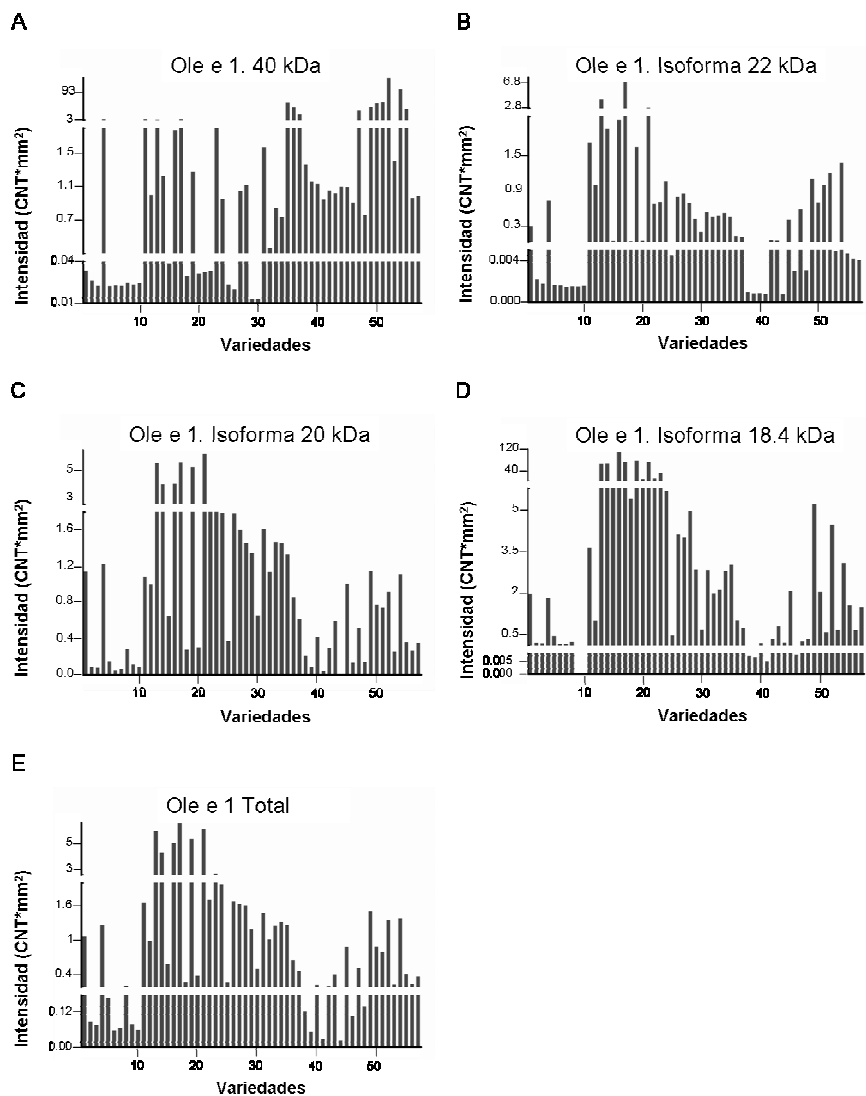 A
Ole e 1. 40 kDa
Intensidad (CNT*mm²)
93
3
1.5
1.1
0.7
0.04
0.01
10 20 30 40 50
Variedades
B
Ole e 1. Isoforma 22 kDa
Intensidad (CNT*mm²)
6.8
2.8
1.5
0.9
0.3
0.004
0.000
10 20 30 40 50
Variedades
C
Ole e 1. Isoforma 20 kDa
Intensidad (CNT*mm²)
5
3
1.6
1.2
0.8
0.4
0.0
10 20 30 40 50
Variedades
D
Ole e 1. Isoforma 18.4 kDa
Intensidad (CNT*mm²)
120
40
5
3.5
2
0.5
0.005
0.000
10 20 30 40 50
Variedades
E
Ole e 1 Total
Intensidad (CNT*mm²)
5
3
1.6
1
0.4
0.12
0.00
10 20 30 40 50
Variedades